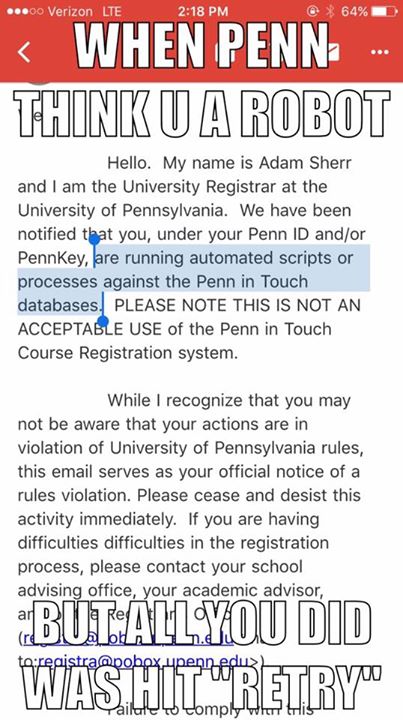 Verizon LTE 2:18 PM 64%
WHEN PENN
THINK U A ROBOT
Hello. My name is Adam Sherr
and I am the University Registrar at the
University of Pennsylvania. We have been
notified that you, under your Penn ID and/or
PennKey, are running automated scripts or
processes against the Penn in Touch
databases. PLEASE NOTE THIS IS NOT AN
ACCEPTABLE USE of the Penn in Touch
Course Registration system.
While I recognize that you may
not be aware that your actions are in
violation of University of Pennsylvania rules,
this email serves as your official notice of a
rules violation. Please cease and desist this
activity immediately. If you are having
difficulties difficulties in the registration
process, please contact your school
advising office, your academic advisor,
BUT ALL YOU DID
to:registra@pobox.upenn.edu>)
WAS HIT "RETRY"
Failure to comply with this